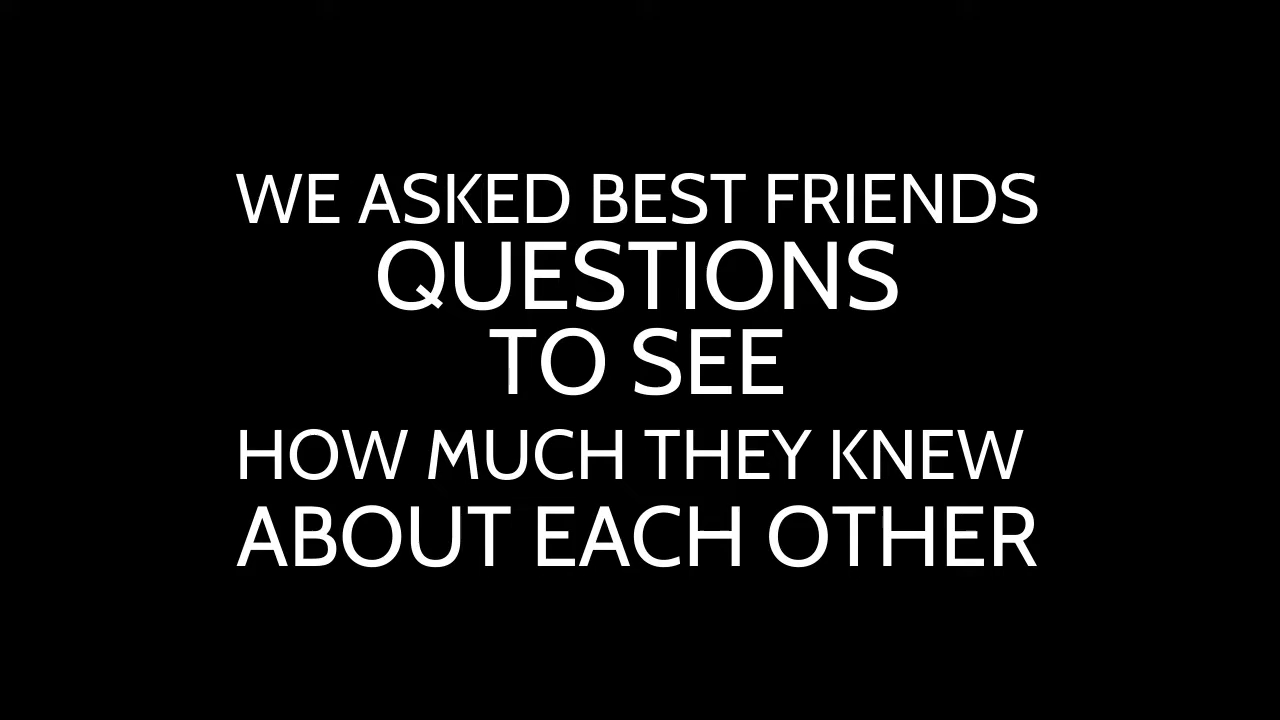 WE ASKED BEST FRIENDS
QUESTIONS
TO SEE
HOW MUCH THEY KNEW
ABOUT EACH OTHER